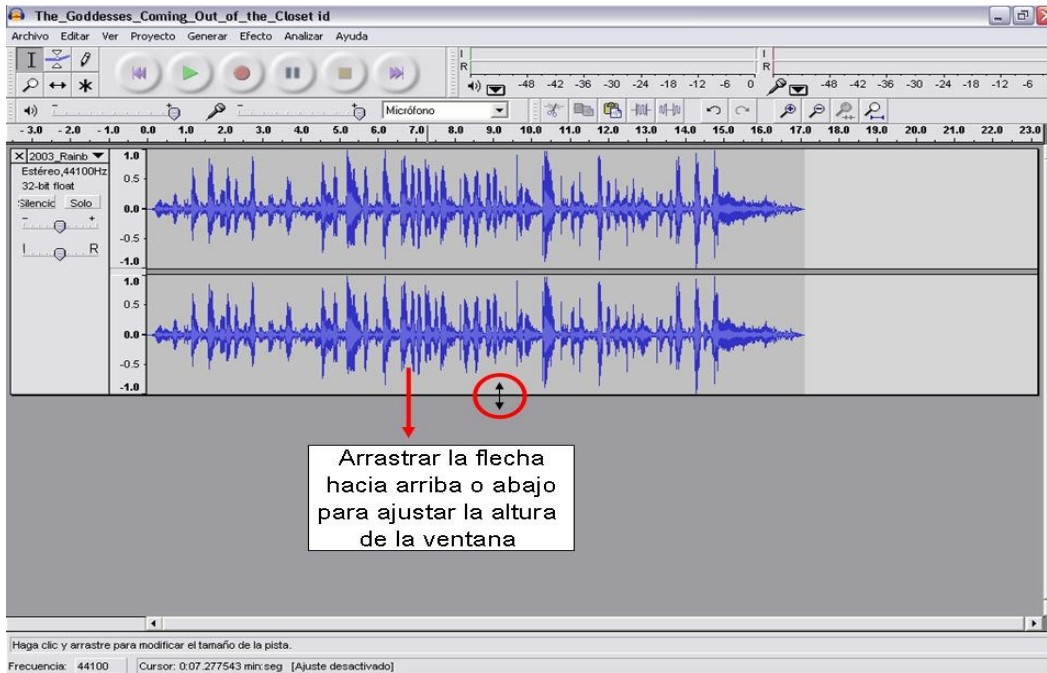 The_Goddesses_Coming_Out_of_the_Closet id
Archivo Editar Ver Proyecto Generar Efecto Analizar Ayuda
I
R
-48 -42 -36 -30 -24 -18 -12 -6 0
I
R
-48 -42 -36 -30 -24 -18 -12 -6
Micrófono
- 3.0 - 2.0 - 1.0 0.0 1.0 2.0 3.0 4.0 5.0 6.0 7.0 8.0 9.0 10.0 11.0 12.0 13.0 14.0 15.0 16.0 17.0 18.0 19.0 20.0 21.0 22.0 23.0
2003_Rainb
Estéreo,44100Hz
32-bit float
Silencic Solo
- +
I R
1.0
0.5
0.0
-0.5
-1.0
1.0
0.5
0.0
-0.5
-1.0
Arrastrar la flecha
hacia arriba o abajo
para ajustar la altura
de la ventana
Haga clic y arrastre para modificar el tamaño de la pista.
Frecuencia: 44100 Cursor: 0:07.277543 min:seg [Ajuste desactivado]